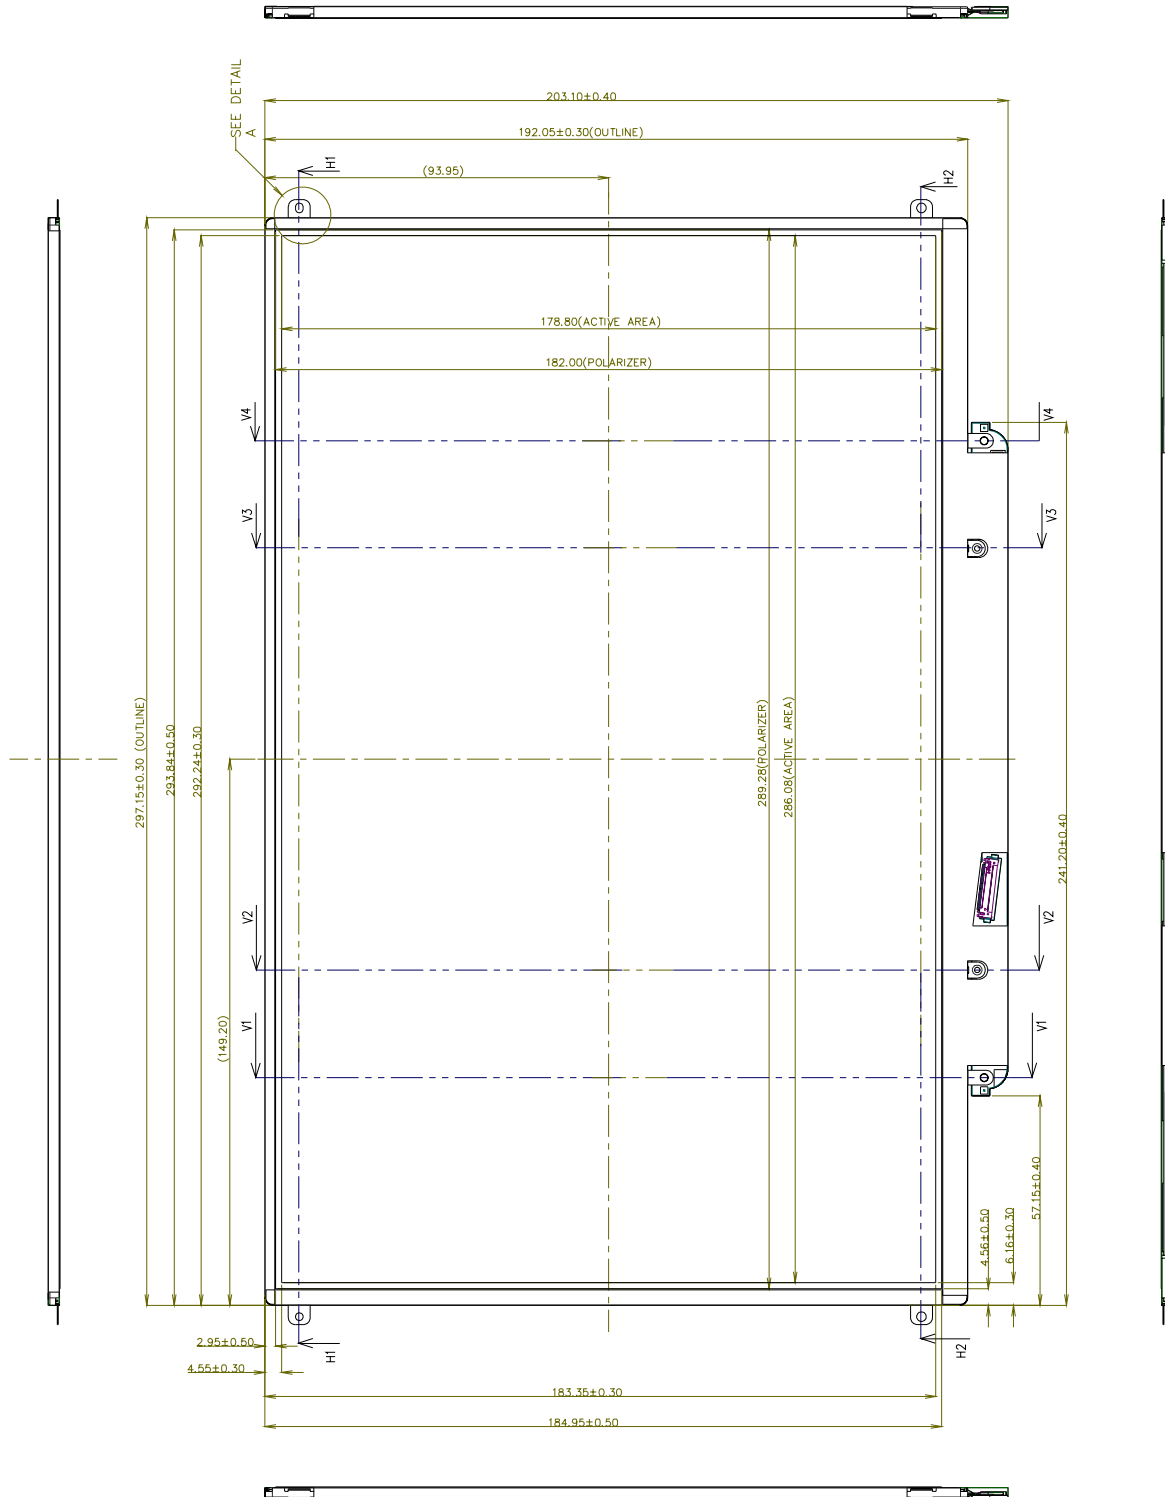 SEE DETAIL
A
203.10±0.40
192.05±0.30(OUTLINE)
(93.95)
H1
H2
178.80(ACTIVE AREA)
182.00(POLARIZER)
V4
V4
V3
V3
297.15±0.30 (OUTLINE)
293.84±0.50
292.24±0.30
289.28(POLARIZER)
286.08(ACTIVE AREA)
241.20±0.40
V2
V2
(149.20)
V1
V1
57.15±0.40
4.56±0.50
6.16±0.30
2.95±0.50
H1
H2
4.55±0.30
183.35±0.30
184.95±0.50